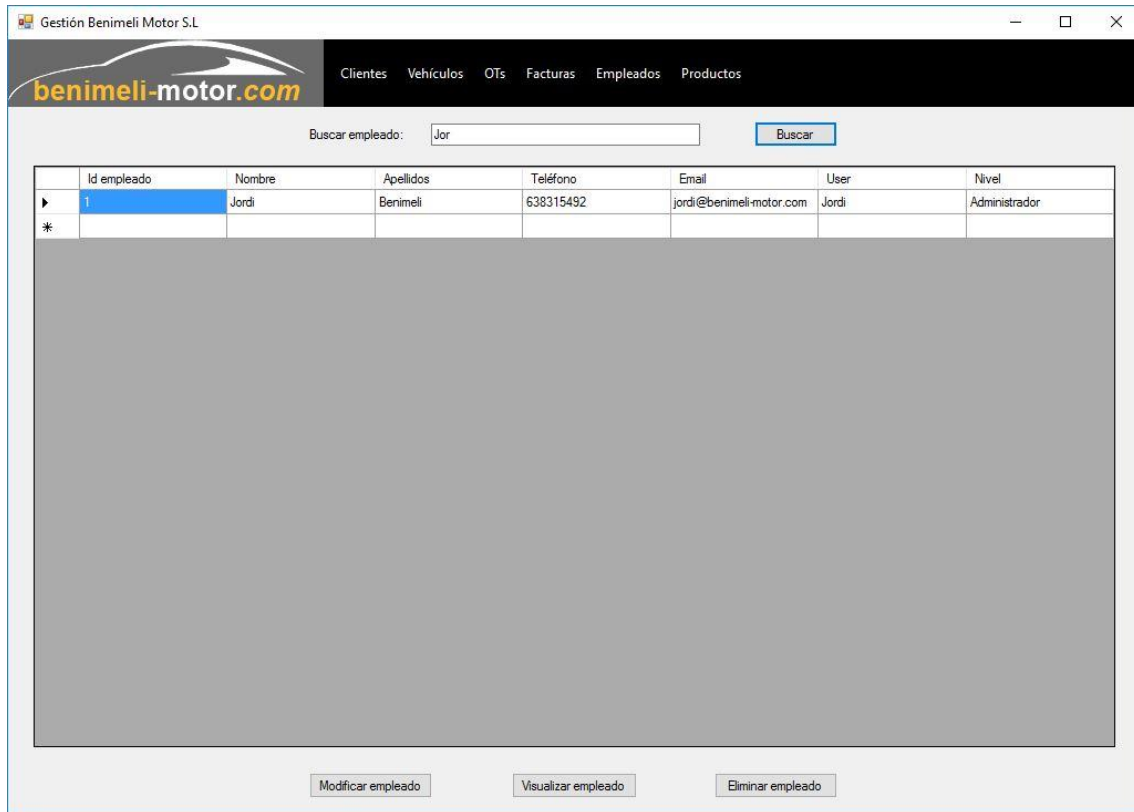 Gestión Benimeli Motor S.L
benimeli-motor.com
Clientes Vehículos OTs Facturas Empleados Productos
Buscar empleado: Jor Buscar
Id empleado Nombre Apellidos Teléfono Email User Nivel
1 Jordi Benimeli 638315492 jordi@benimeli-motor.com Jordi Administrador
Modificar empleado Visualizar empleado Eliminar empleado